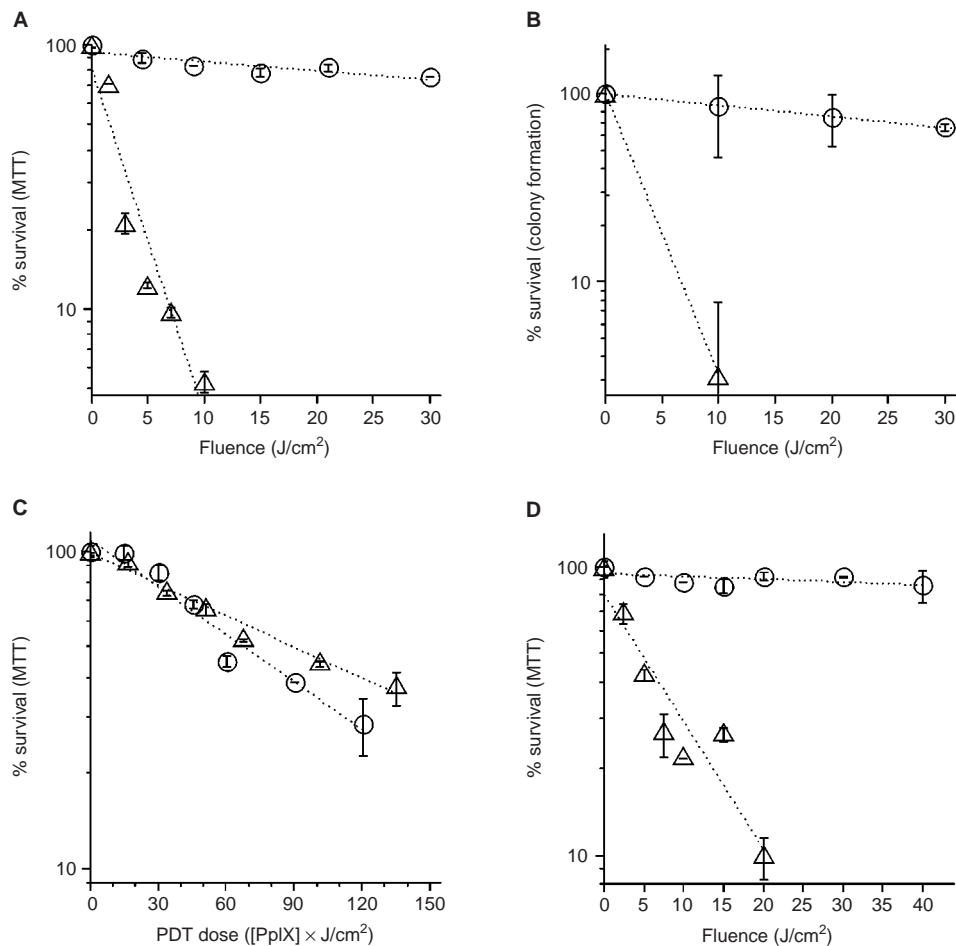 A
100
10
% survival (MTT)
0 5 10 15 20 25 30
Fluence (J/cm²)
B
100
10
% survival (colony formation)
0 5 10 15 20 25 30
Fluence (J/cm²)
C
100
10
% survival (MTT)
0 30 60 90 120 150
PDT dose ([PpIX] × J/cm²)
D
100
10
% survival (MTT)
0 5 10 15 20 25 30 35 40
Fluence (J/cm²)